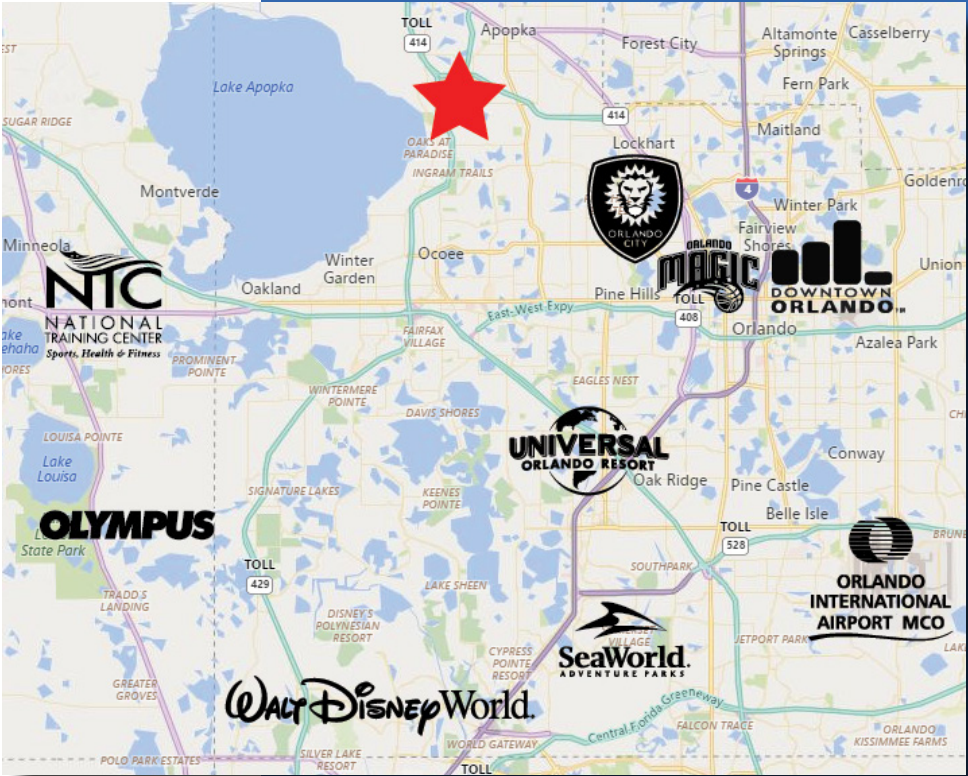 TOLL
414
Apopka
Forest City
Altamonte
Springs
Casselberry
Lake Apopka
Fern Park
SUGAR RIDGE
414
Maitland
OAKS AT
PARADISE
Lockhart
INGRAM TRAILS
Montverde
4
Winter Park
ORLANDO
CITY
Fairview
Shores
Minneola
ORLANDO
MAGIC
Winter
Garden
Ocoee
Union
NTC
NATIONAL
TRAINING CENTER
Sports, Health & Fitness
Oakland
Pine Hills
TOLL
408
DOWNTOWN
ORLANDO
East-West Expy
Orlando
FAIRFAX
VILLAGE
Azalea Park
PROMINENT
POINTE
EAGLES NEST
WINTERMERE
POINTE
DAVIS SHORES
LOUISA POINTE
UNIVERSAL
ORLANDO RESORT
Conway
Lake
Louisa
SIGNATURE LAKES
KEENES
POINTE
Oak Ridge
Pine Castle
Belle Isle
OLYMPUS
State Park
TOLL
528
TOLL
429
SOUTHPARK
LAKE SHEEN
ORLANDO
INTERNATIONAL
AIRPORT MCO
TRADD'S
LANDING
DISNEY'S
POLYNESIAN
RESORT
VILLAGE
JETPORT PARK
SeaWorld.
ADVENTURE PARKS
CYPRESS
POINTE
RESORT
GREATER
GROVES
WALT DISNEY World.
Central Florida Greeneway
FALCON TRACE
ORLANDO
KISSIMMEE FARMS
WORLD GATEWAY
POLO PARK ESTATES
SILVER LAKE
RESORT
TOLL